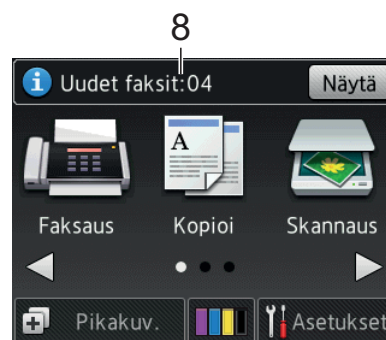 8
Uudet faksit:04 Näytä
A
Faksaus Kopioi Skannaus
Pikakuv. Asetukset